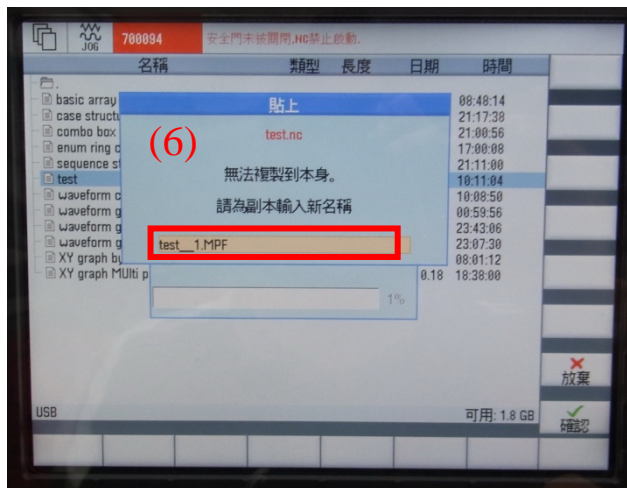 JOG
700094
安全門未被關閉,NC禁止啟動.
名稱 類型 長度 日期 時間
.
basic array 08:48:14
case struct 21:17:38
combo box 21:00:56
enum ring c 17:00:08
sequence s 21:11:00
test 10:11:04
waveform c 10:08:50
waveform g 00:59:56
waveform g 23:43:06
waveform g 23:07:30
XY graph bu 08:01:12
XY graph MUlti p 0.18 18:38:00
貼上
(6)
test.nc
無法複製到本身。
請為副本輸入新名稱
test__1.MPF
1%
放棄
USB
可用: 1.8 GB
確認